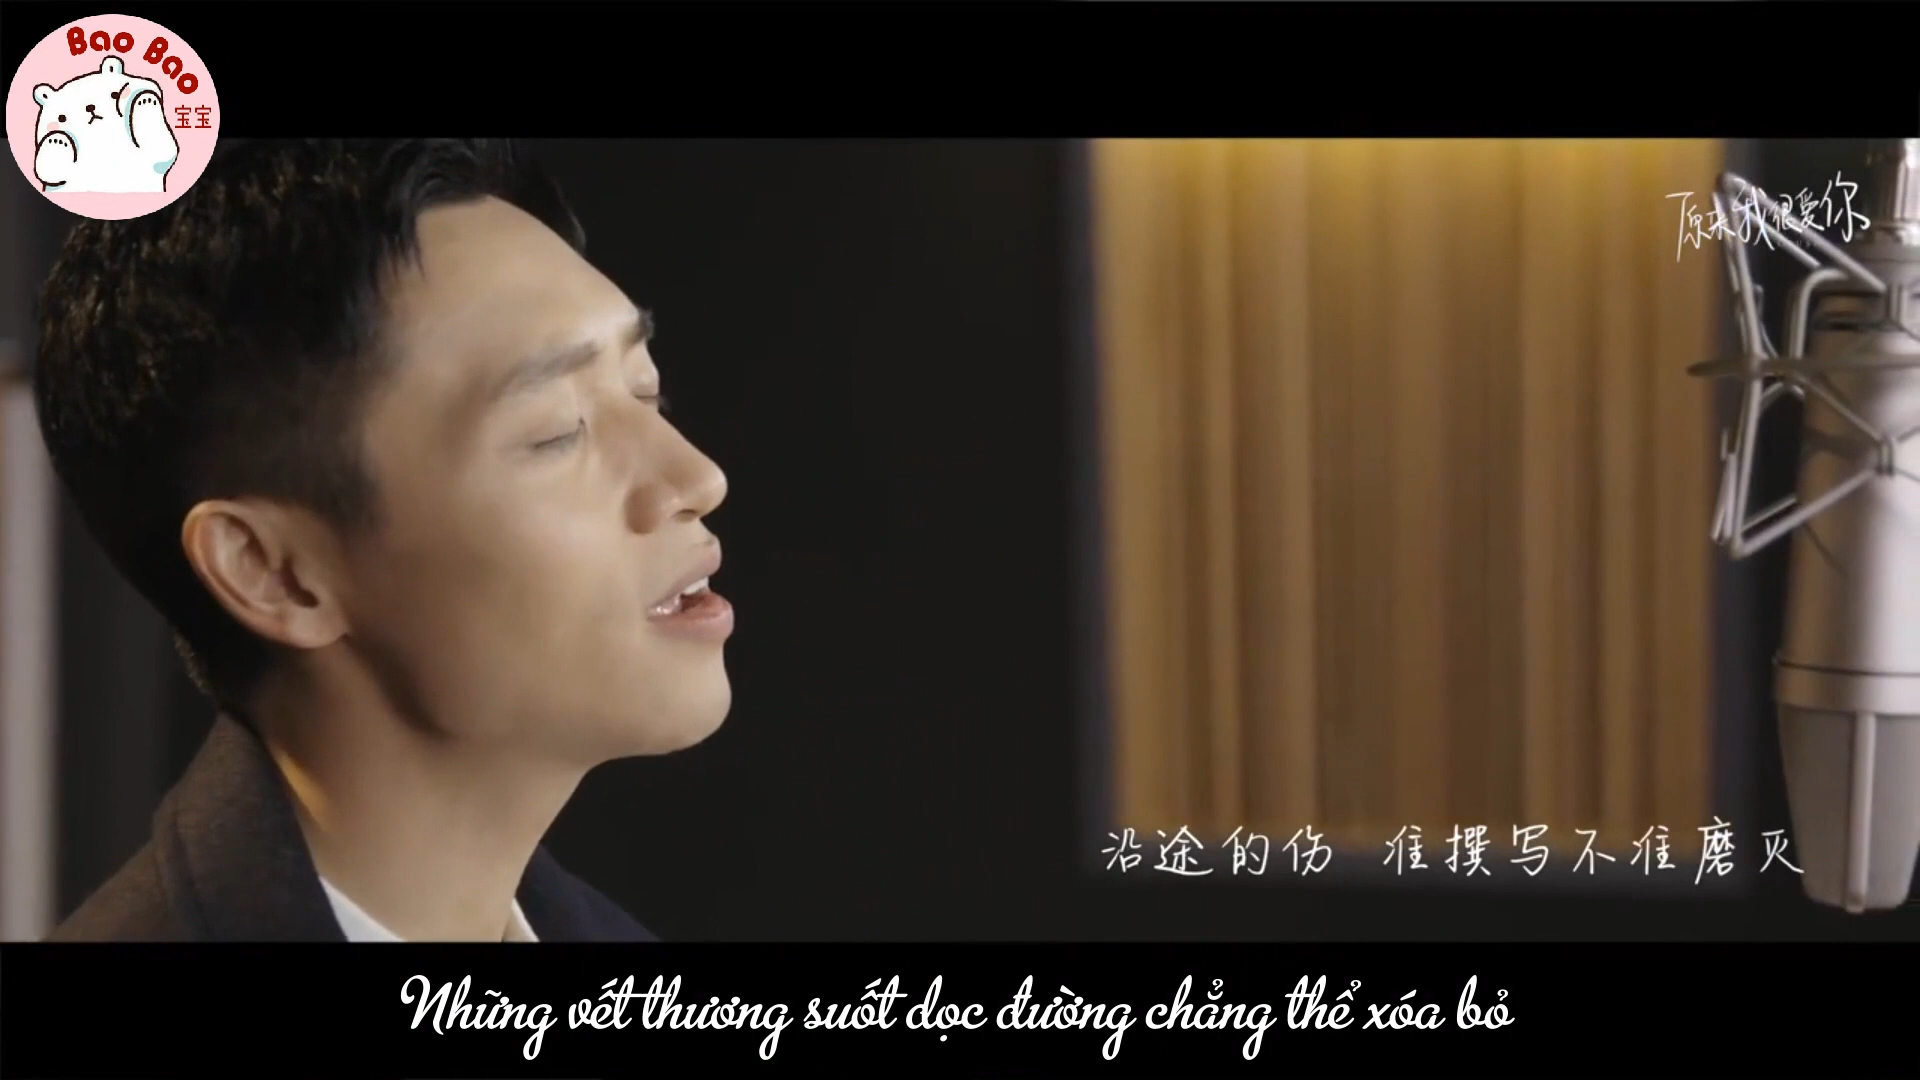 Bao Bao
宝宝
原来我很爱你
沿途的伤 准撰写不准磨灭
Những vết thương suốt dọc đường chẳng thể xóa bỏ